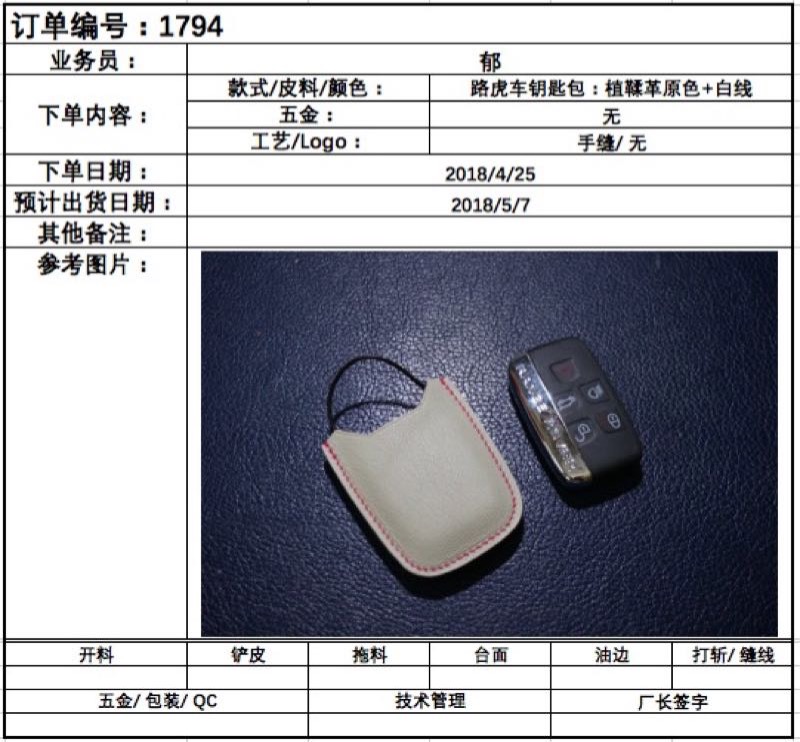 订单编号：1794
业务员： 郁
下单内容： 款式/皮料/颜色： 路虎车钥匙包：植鞣革原色+白线
五金： 无
工艺/Logo： 手缝/ 无
下单日期： 2018/4/25
预计出货日期： 2018/5/7
其他备注：
参考图片：
开料 铲皮 拖料 台面 油边 打斩/ 缝线
五金/ 包装/ QC 技术管理 厂长签字